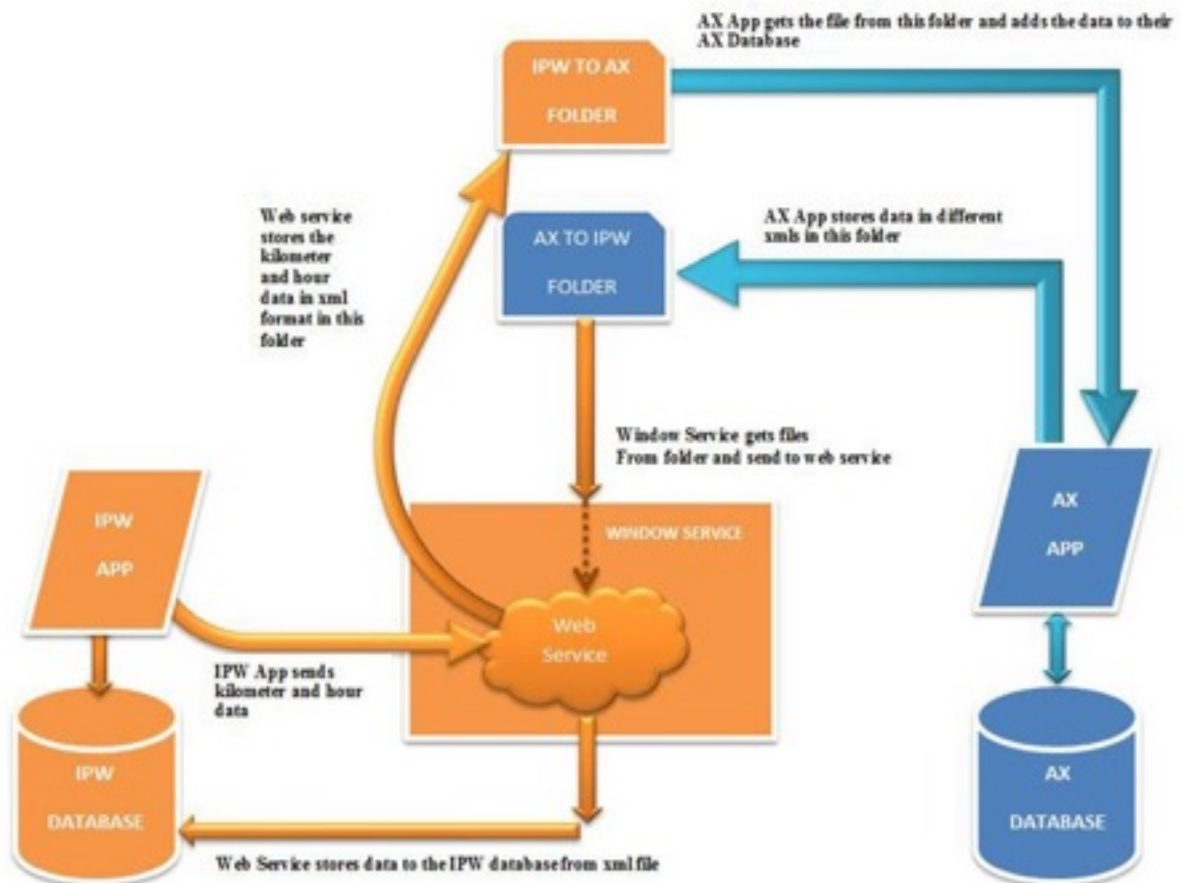 AX App gets the file from this folder and adds the data to their
AX Database
IPW TO AX
FOLDER
Web service
stores the
kilometer
and hour
data in xml
format in this
folder
AX TO IPW
FOLDER
AX App stores data in different
xmls in this folder
Window Service gets files
From folder and send to web service
IPW
APP
WINDOW SERVICE
Web
Service
AX
APP
IPW App sends
kilometer and hour
data
IPW
DATABASE
AX
DATABASE
Web Service stores data to the IPW database from xml file